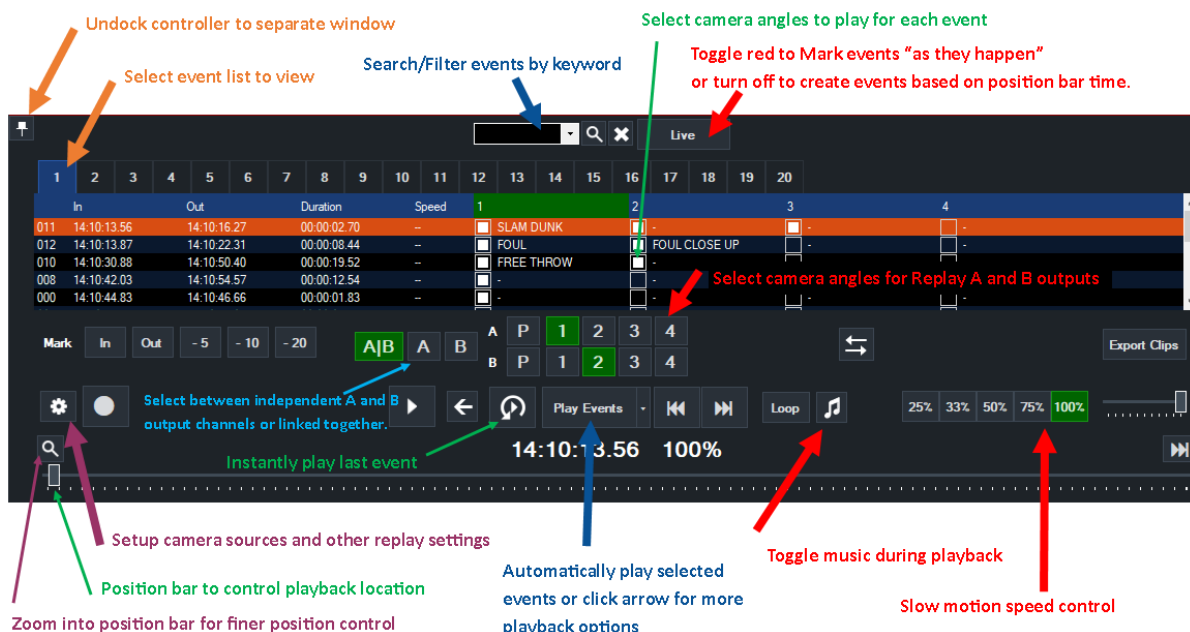 Select camera angles to play for each event
Undock controller to separate window
Toggle red to Mark events “as they happen”
or turn off to create events based on position bar time.
Search/Filter events by keyword
Select event list to view
Live
1 2 3 4 5 6 7 8 9 10 11 12 13 14 15 16 17 18 19 20
In Out Duration Speed 1 2 3 4
011 14:10:13.56 14:10:16.27 00:00:02.70 -- SLAM DUNK - - -
012 14:10:13.87 14:10:22.31 00:00:08.44 -- FOUL FOUL CLOSE UP - -
010 14:10:30.88 14:10:50.40 00:00:19.52 -- FREE THROW -
008 14:10:42.03 14:10:54.57 00:00:12.54 -- - -
Select camera angles for Replay A and B outputs
000 14:10:44.83 14:10:46.66 00:00:01.83 -- - - - -
Mark In Out - 5 - 10 - 20
A|B A B
A P 1 2 3 4
B P 1 2 3 4
Export Clips
Select between independent A and B
output channels or linked together.
Play Events
Loop
25% 33% 50% 75% 100%
14:10:13.56 100%
Instantly play last event
Setup camera sources and other replay settings
Toggle music during playback
Position bar to control playback location
Automatically play selected
events or click arrow for more
playback options
Slow motion speed control
Zoom into position bar for finer position control